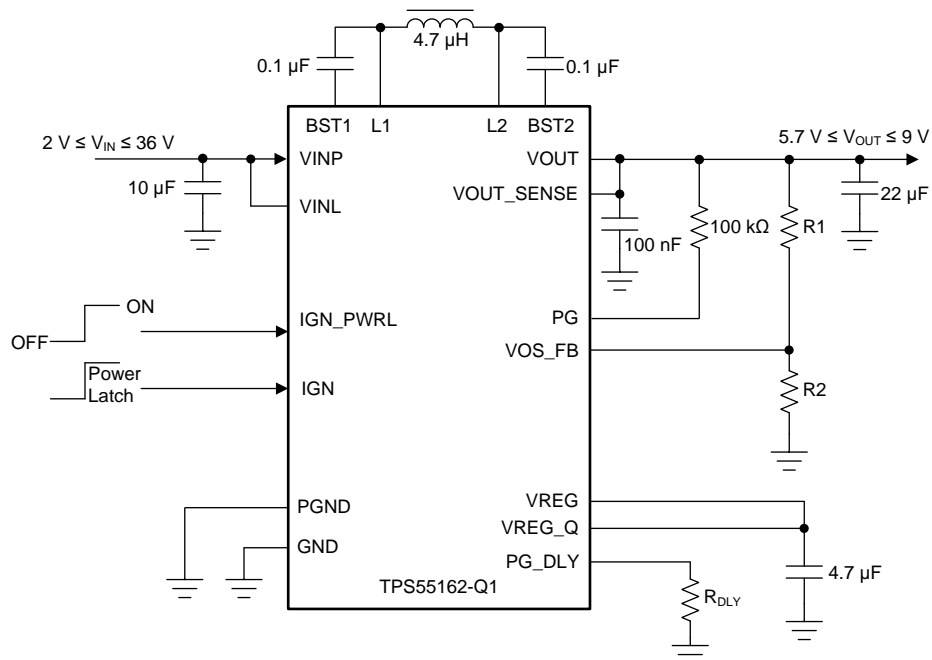 4.7 µH
0.1 µF
0.1 µF
BST1
L1
L2
BST2
2 V ≤ VIN ≤ 36 V
5.7 V ≤ VOUT ≤ 9 V
VINP
VOUT
10 µF
VOUT_SENSE
22 µF
VINL
100 nF
100 kΩ
R1
ON
OFF
IGN_PWRL
PG
VOS_FB
Power
Latch
IGN
R2
PGND
VREG
VREG_Q
GND
PG_DLY
4.7 µF
TPS55162-Q1
RDLY